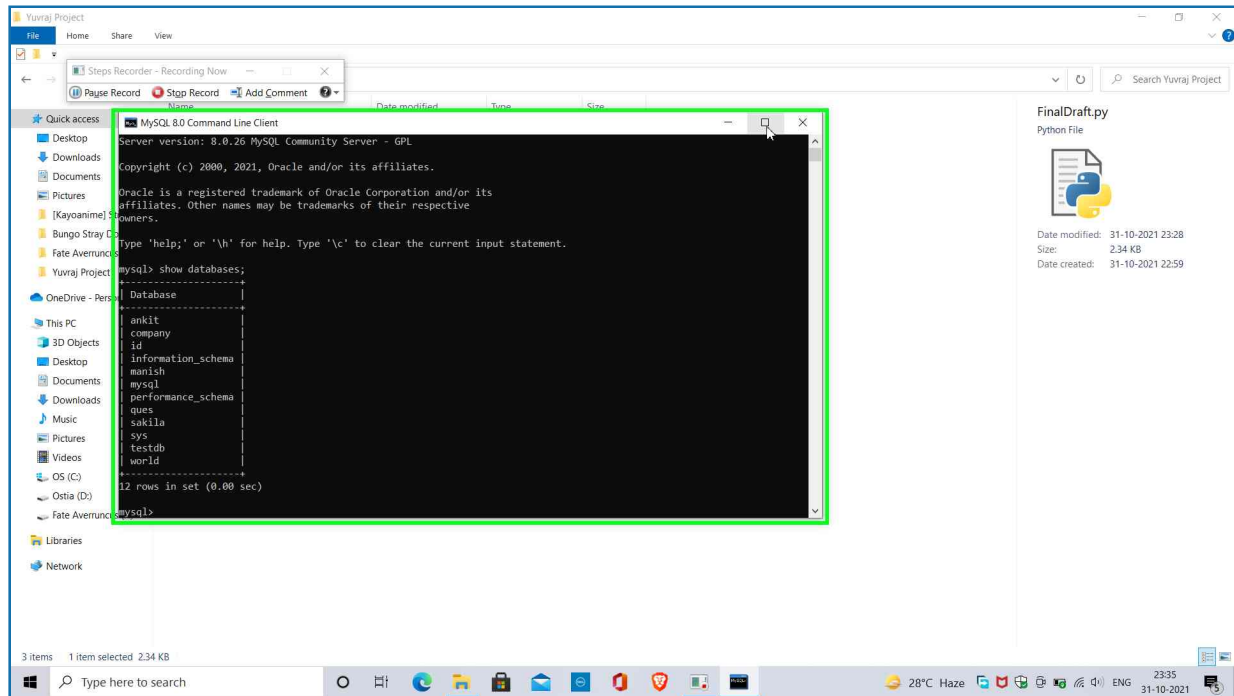 Yuvraj Project
File Home Share View
Steps Recorder - Recording Now
Pause Record Stop Record Add Comment
Search Yuvraj Project
Name Date modified Type Size
Quick access
Desktop
Downloads
Documents
Pictures
[Kayoanime] S
Bungo Stray D
Fate Averruncus
Yuvraj Project
OneDrive - Pers
This PC
3D Objects
Desktop
Documents
Downloads
Music
Pictures
Videos
OS (C:)
Ostia (D:)
Fate Averruncus
Libraries
Network
MySQL 8.0 Command Line Client
Server version: 8.0.26 MySQL Community Server - GPL
Copyright (c) 2000, 2021, Oracle and/or its affiliates.
Oracle is a registered trademark of Oracle Corporation and/or its
affiliates. Other names may be trademarks of their respective
owners.
Type 'help;' or '\h' for help. Type '\c' to clear the current input statement.
mysql> show databases;
+--------------------+
| Database |
+--------------------+
| ankit |
| company |
| id |
| information_schema |
| manish |
| mysql |
| performance_schema |
| ques |
| sakila |
| sys |
| testdb |
| world |
+--------------------+
12 rows in set (0.00 sec)
mysql>
FinalDraft.py
Python File
Date modified: 31-10-2021 23:28
Size: 2.34 KB
Date created: 31-10-2021 22:59
3 items 1 item selected 2.34 KB
Type here to search
28°C Haze ENG 23:35
31-10-2021